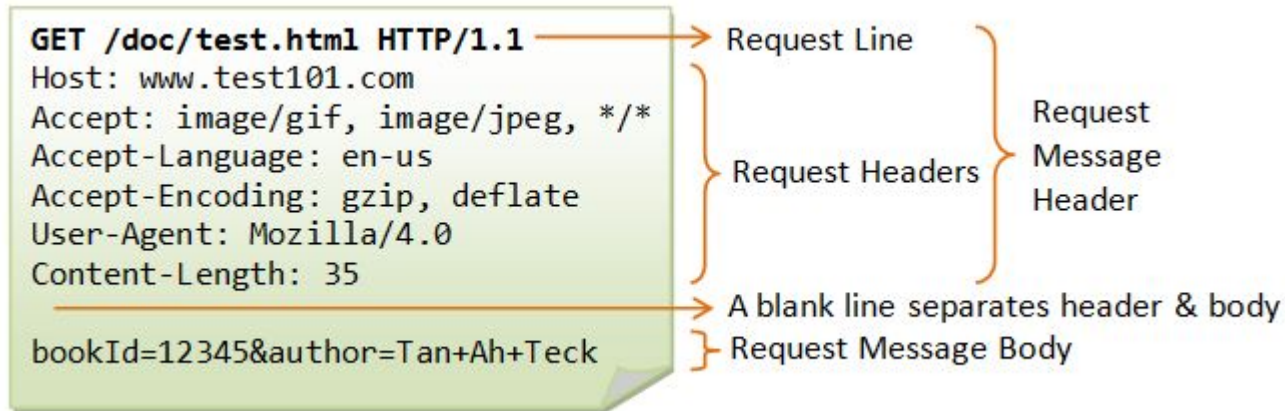 GET /doc/test.html HTTP/1.1
Host: www.test101.com
Accept: image/gif, image/jpeg, */*
Accept-Language: en-us
Accept-Encoding: gzip, deflate
User-Agent: Mozilla/4.0
Content-Length: 35
bookId=12345&author=Tan+Ah+Teck
Request Line
Request Headers
Request
Message
Header
A blank line separates header & body
Request Message Body